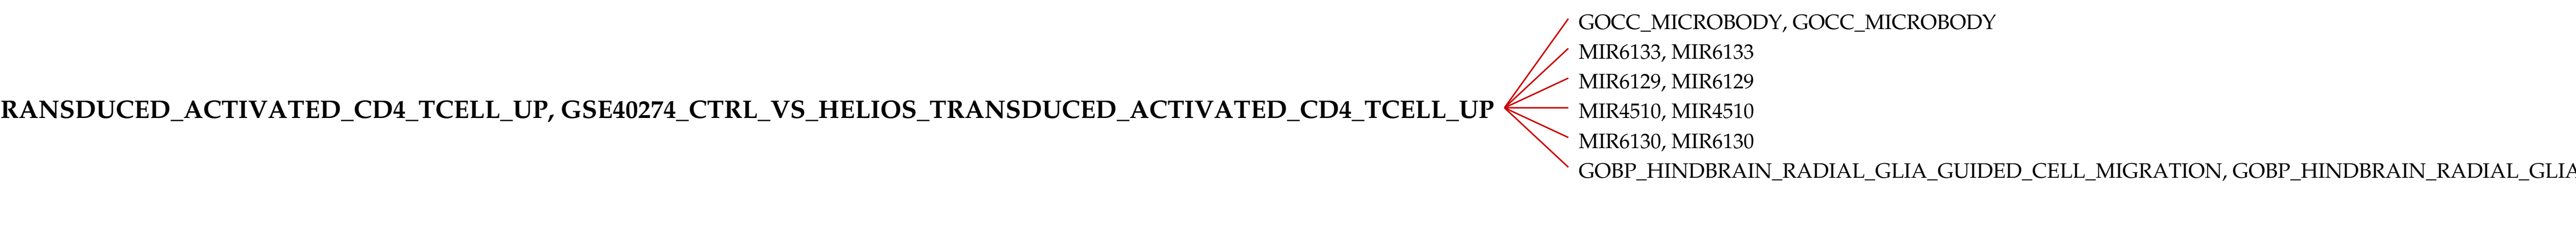 GOCC_MICROBODY, GOCC_MICROBODY
MIR6133, MIR6133
MIR6129, MIR6129
RANSDUCED_ACTIVATED_CD4_TCELL_UP, GSE40274_CTRL_VS_HELIOS_TRANSDUCED_ACTIVATED_CD4_TCELL_UP
MIR4510, MIR4510
MIR6130, MIR6130
GOBP_HINDBRAIN_RADIAL_GLIA_GUIDED_CELL_MIGRATION, GOBP_HINDBRAIN_RADIAL_GLIA